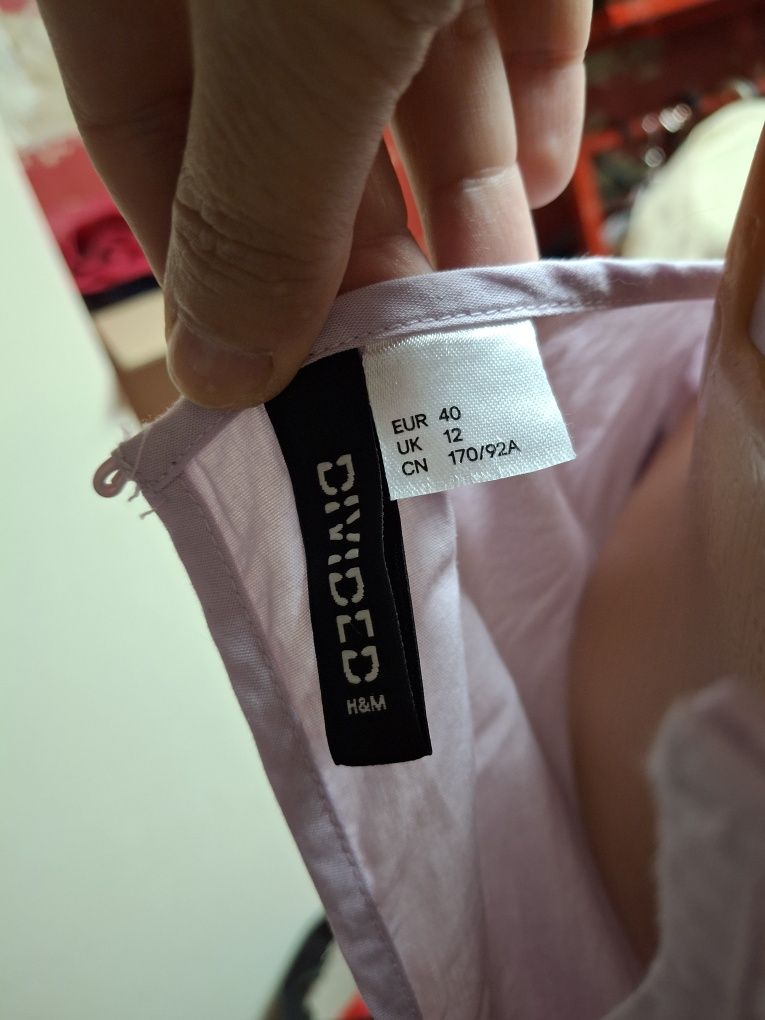 EUR 40
UK 12
CN 170/92A
DIVIDED
H&M